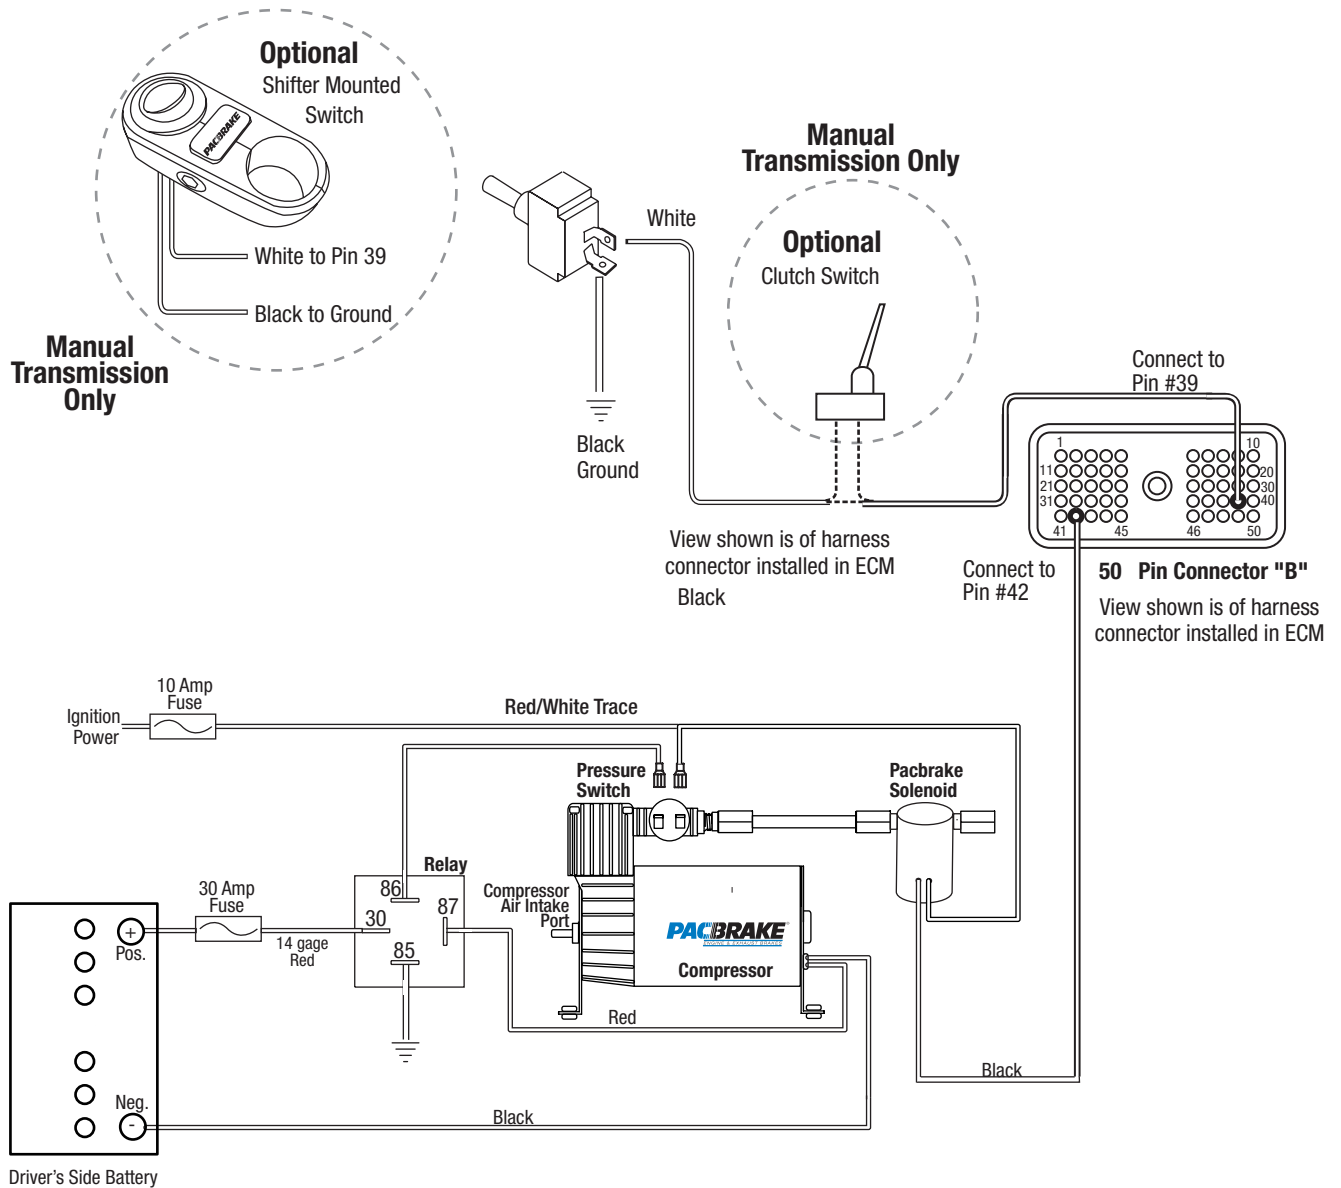 Optional
Shifter Mounted
Switch
PACBRAKE
White to Pin 39
Black to Ground
Manual
Transmission
Only
White
Black
Ground
Manual
Transmission Only
Optional
Clutch Switch
Connect to
Pin #39
1
10
11
20
21
30
31
40
41
45
46
50
View shown is of harness
connector installed in ECM
Black
Connect to
Pin #42
50 Pin Connector "B"
View shown is of harness
connector installed in ECM
10 Amp
Fuse
Ignition
Power
Red/White Trace
Pressure
Switch
Pacbrake
Solenoid
Relay
86
87
30
85
30 Amp
Fuse
14 gage
Red
Compressor
Air Intake
Port
PACBRAKE
ENGINE & EXHAUST BRAKES
Compressor
Red
Black
+
Pos.
Neg.
-
Black
Driver's Side Battery